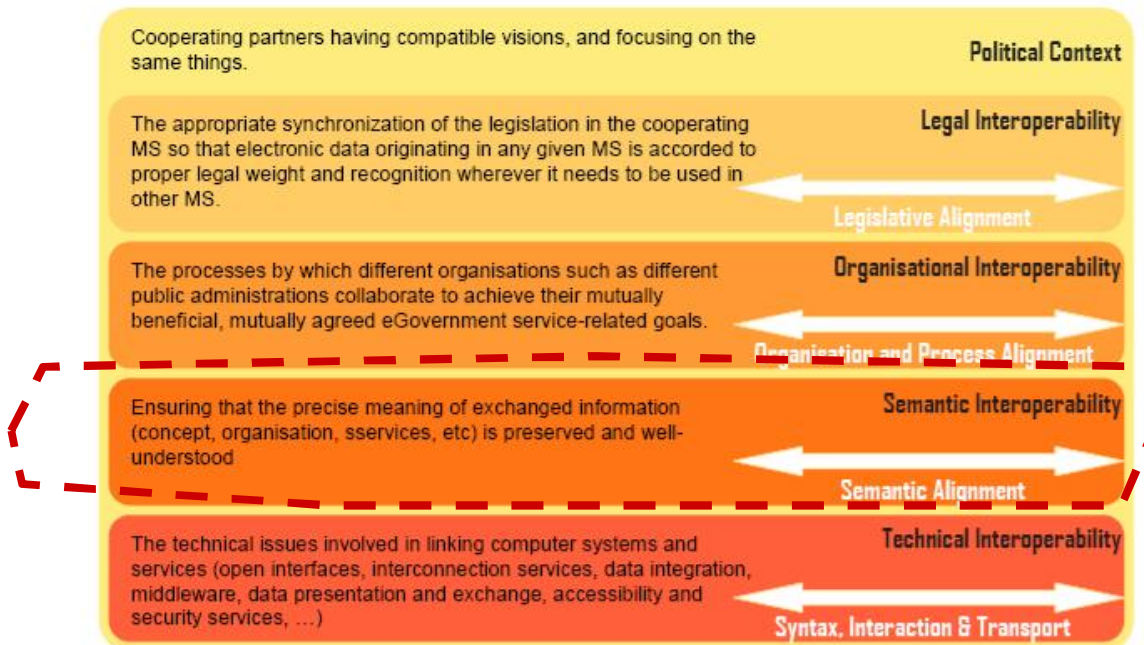 Cooperating partners having compatible visions, and focusing on the
same things.
Political Context
The appropriate synchronization of the legislation in the cooperating
MS so that electronic data originating in any given MS is accorded to
proper legal weight and recognition wherever it needs to be used in
other MS.
Legal Interoperability
Legislative Alignment
The processes by which different organisations such as different
public administrations collaborate to achieve their mutually
beneficial, mutually agreed eGovernment service-related goals.
Organisational Interoperability
Organisation and Process Alignment
Ensuring that the precise meaning of exchanged information
(concept, organisation, sservices, etc) is preserved and well-
understood
Semantic Interoperability
Semantic Alignment
The technical issues involved in linking computer systems and
services (open interfaces, interconnection services, data integration,
middleware, data presentation and exchange, accessibility and
security services, ...)
Technical Interoperability
Syntax, Interaction & Transport